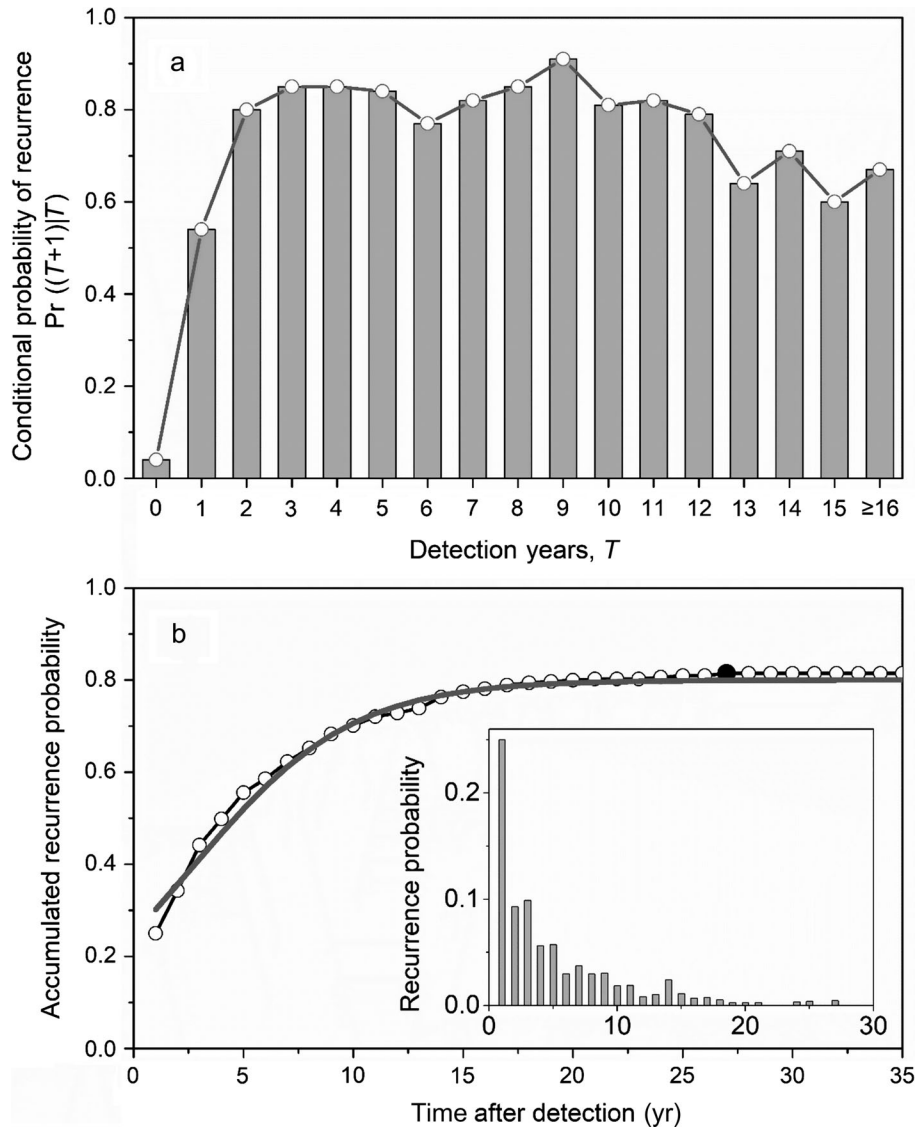 a
Conditional probability of recurrence
Pr ((T+1)|T)
1.0
0.8
0.6
0.4
0.2
0.0
0 1 2 3 4 5 6 7 8 9 10 11 12 13 14 15 ≥16
Detection years, T
b
Accumulated recurrence probability
1.0
0.8
0.6
0.4
0.2
0.0
Recurrence probability
0.2
0.1
0.0
0 10 20 30
0 5 10 15 20 25 30 35
Time after detection (yr)